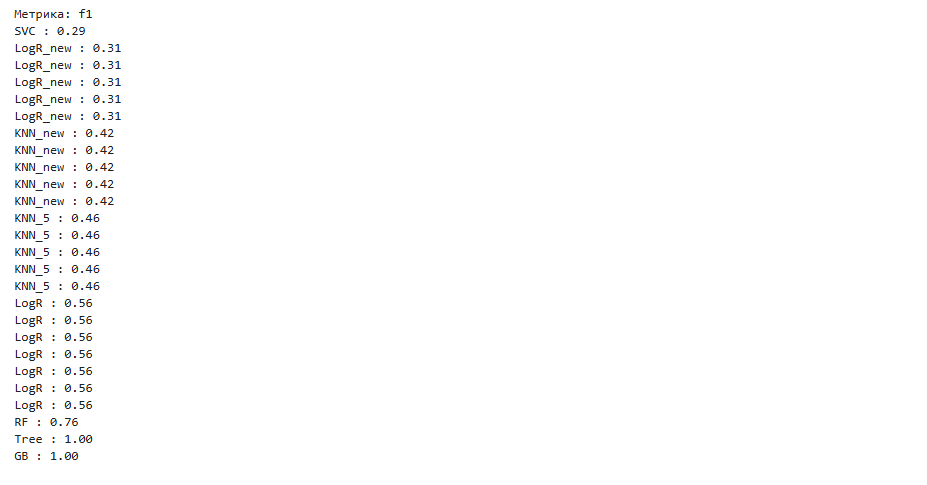 Метрика: f1
SVC : 0.29
LogR_new : 0.31
LogR_new : 0.31
LogR_new : 0.31
LogR_new : 0.31
LogR_new : 0.31
KNN_new : 0.42
KNN_new : 0.42
KNN_new : 0.42
KNN_new : 0.42
KNN_new : 0.42
KNN_5 : 0.46
KNN_5 : 0.46
KNN_5 : 0.46
KNN_5 : 0.46
KNN_5 : 0.46
LogR : 0.56
LogR : 0.56
LogR : 0.56
LogR : 0.56
LogR : 0.56
LogR : 0.56
LogR : 0.56
RF : 0.76
Tree : 1.00
GB : 1.00